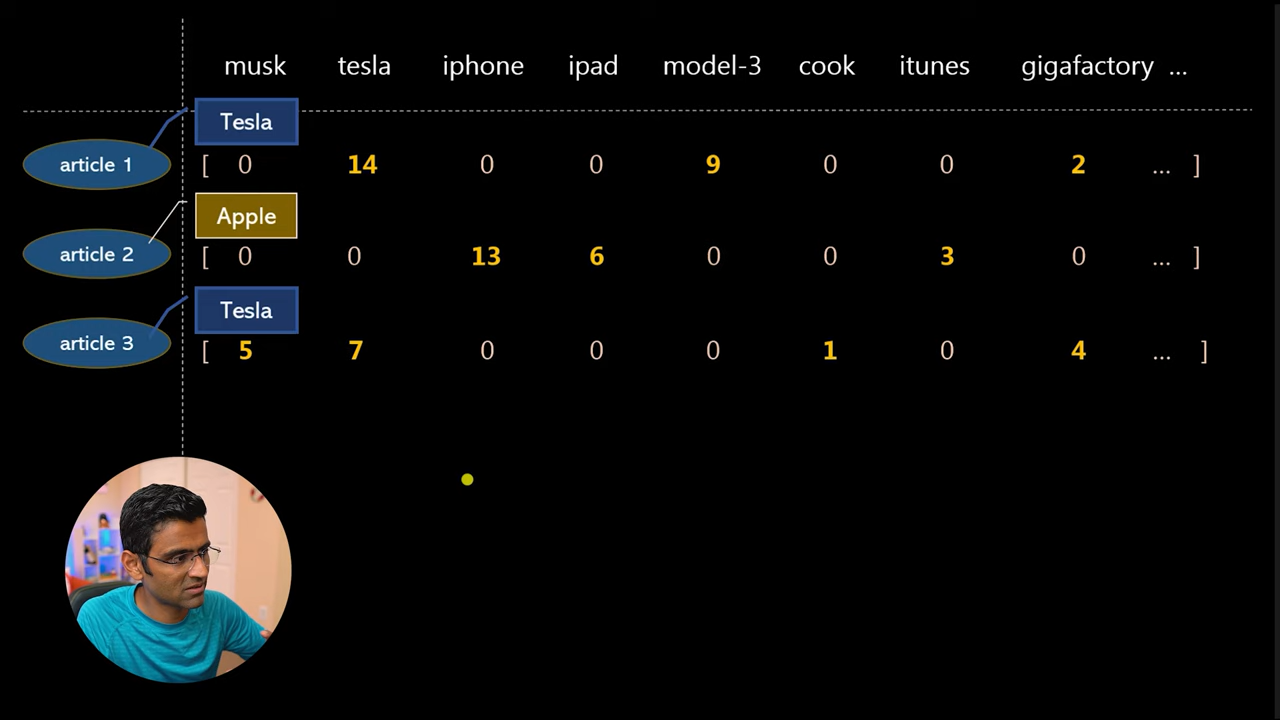 musk tesla iphone ipad model-3 cook itunes gigafactory ...
Tesla
article 1 [ 0 14 0 0 9 0 0 2 ... ]
Apple
article 2 [ 0 0 13 6 0 0 3 0 ... ]
Tesla
article 3 [ 5 7 0 0 0 1 0 4 ... ]